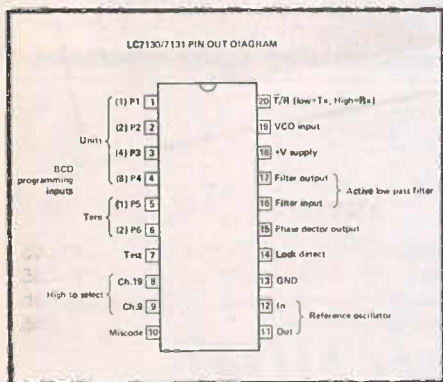 LC7130/7131 PIN OUT DIAGRAM
(1) P1 1
(2) P2 2
Units
(4) P3 3
(8) P4 4
BCD
programming
inputs
(1) P5 5
Tens
(2) P6 6
Test 7
Ch.19 8
High to select
Ch.9 9
Miscode 10
20 T̅/R (low=Tx, High=Rx)
19 VCO input
18 +V supply
17 Filter output
Active low pass filter
16 Filter input
15 Phase dector output
14 Lock detect
13 GND
12 In
Reference oscillator
11 Out